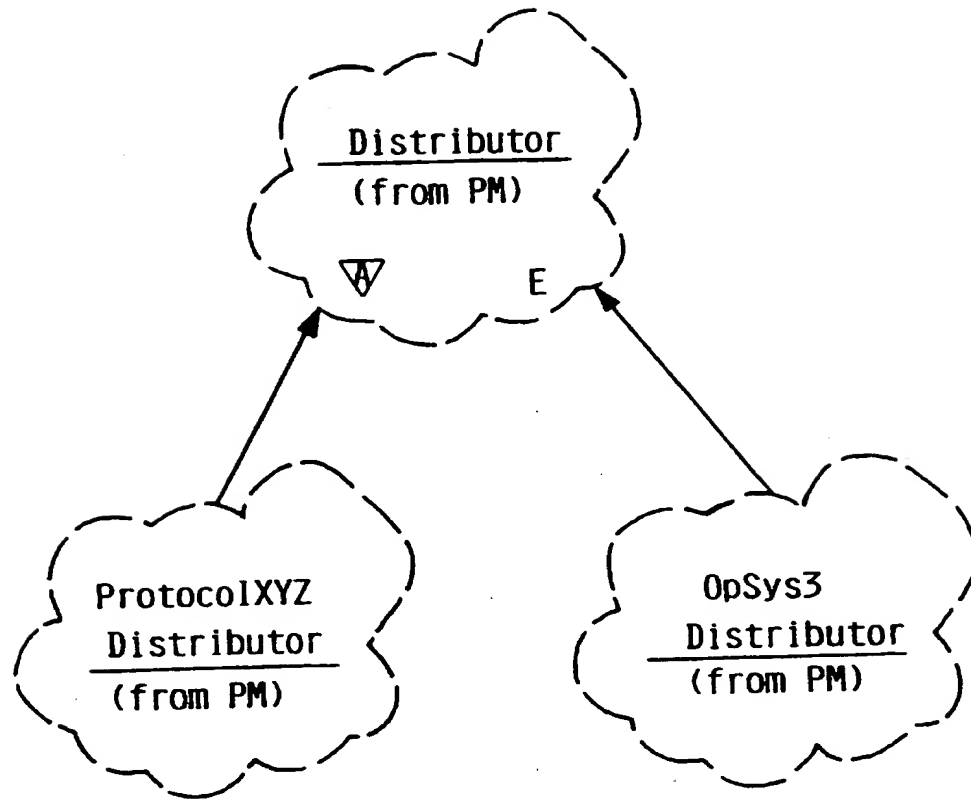 Distributor
(from PM)
A E
ProtocolXYZ
Distributor
(from PM)
OpSys3
Distributor
(from PM)